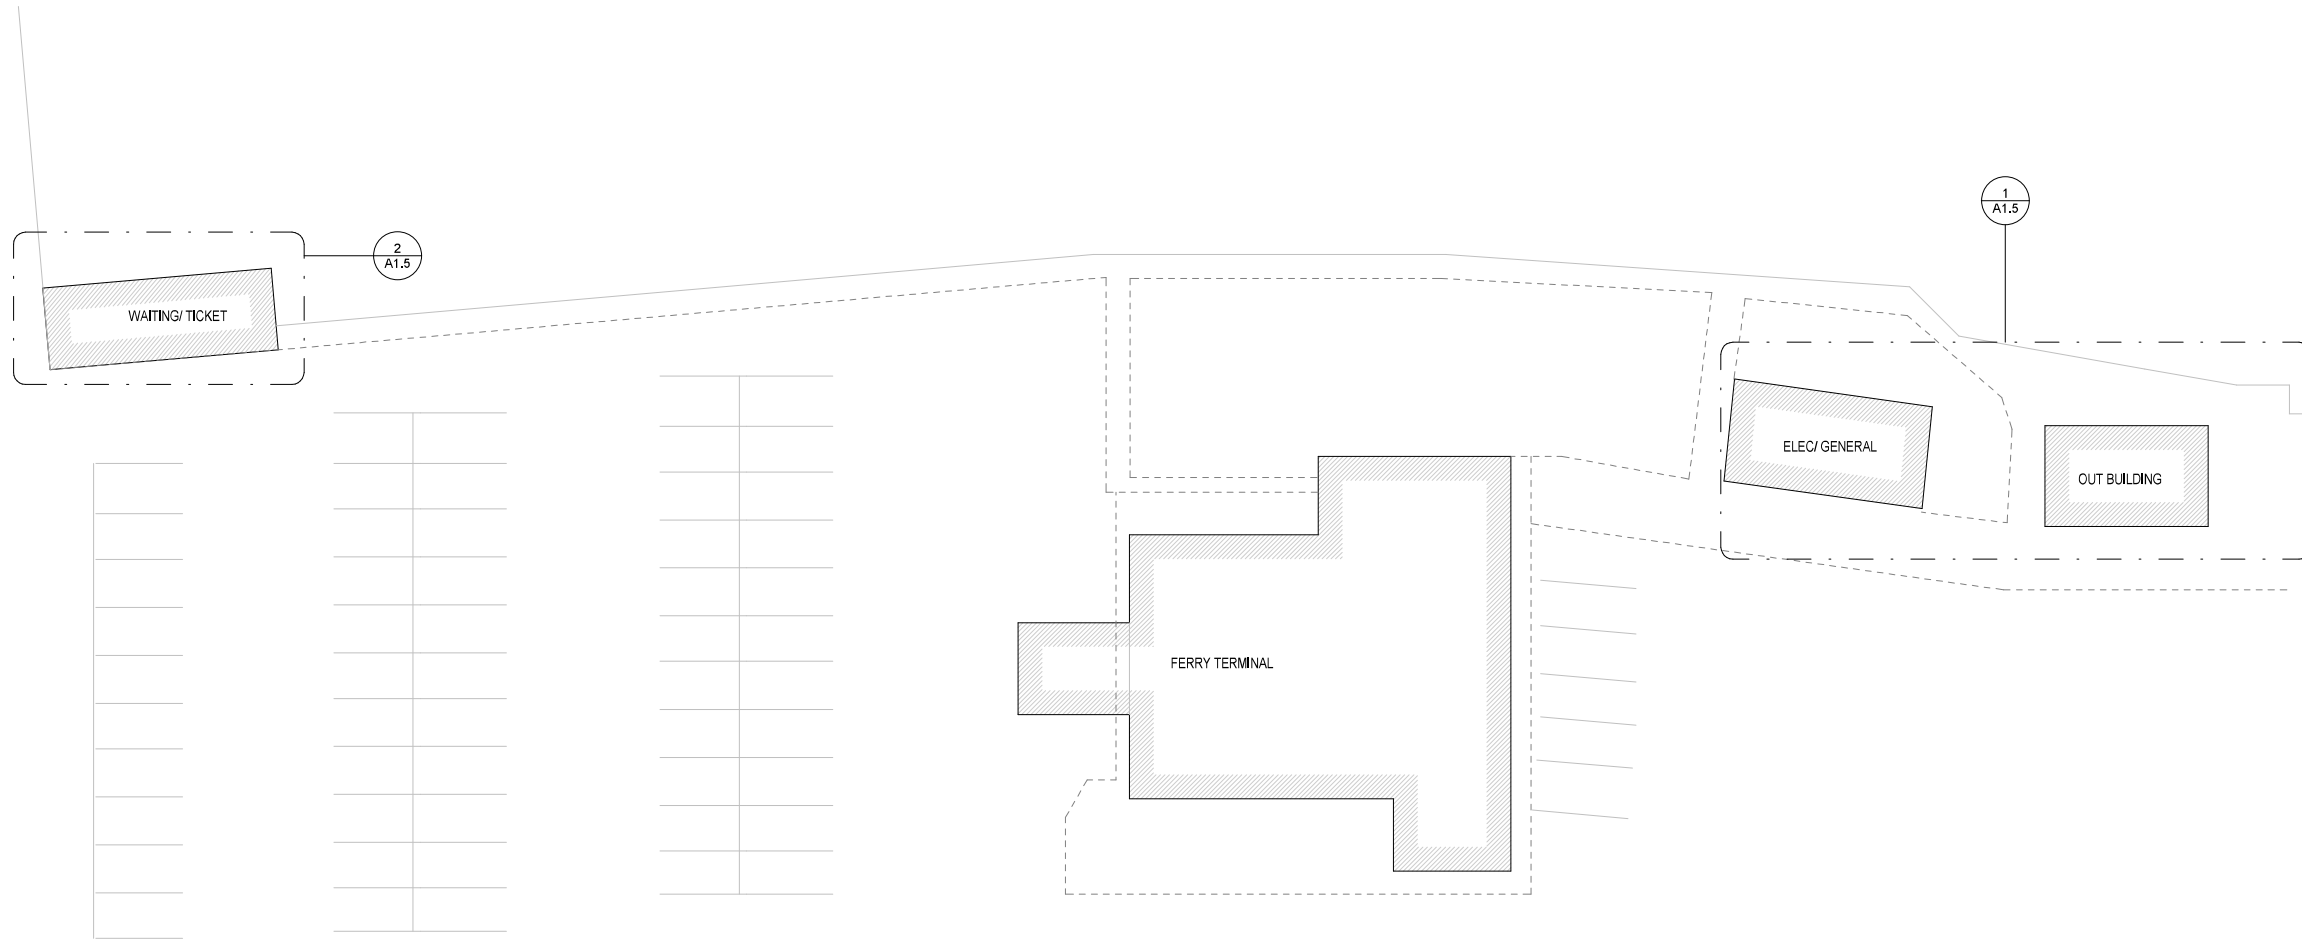 1
A1.5
2
A1.5
WAITING/ TICKET
ELEC/ GENERAL
OUT BUILDING
FERRY TERMINAL